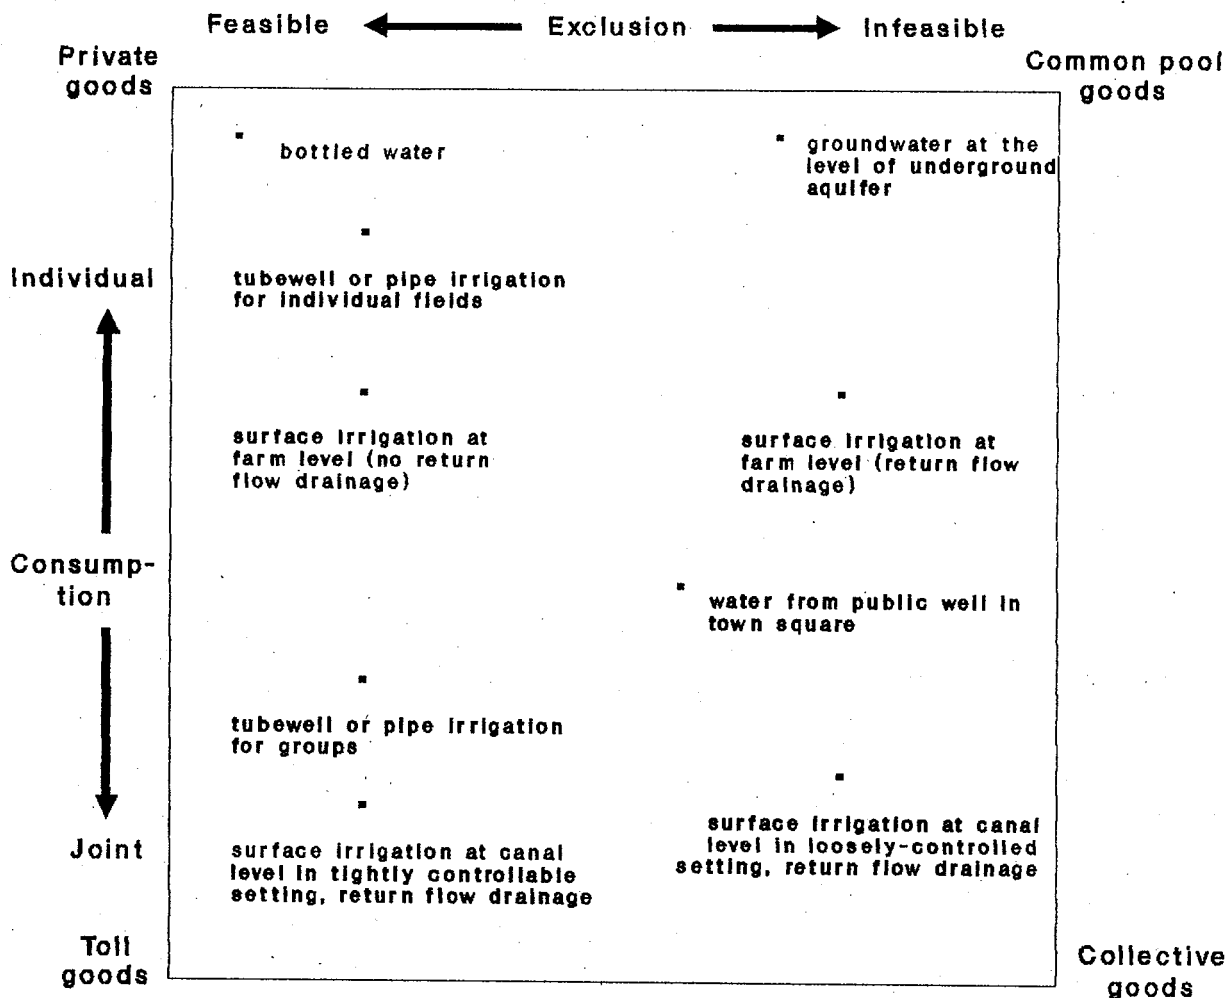 Feasible Exclusion Infeasible
Private
goods
Common pool
goods
bottled water
groundwater at the
level of underground
aquifer
Individual
tubewell or pipe irrigation
for individual fields
surface irrigation at
farm level (no return
flow drainage)
surface irrigation at
farm level (return flow
drainage)
Consump-
tion
water from public well in
town square
tubewell or pipe irrigation
for groups
Joint
surface irrigation at canal
level in tightly controllable
setting, return flow drainage
surface irrigation at canal
level in loosely-controlled
setting, return flow drainage
Toll
goods
Collective
goods